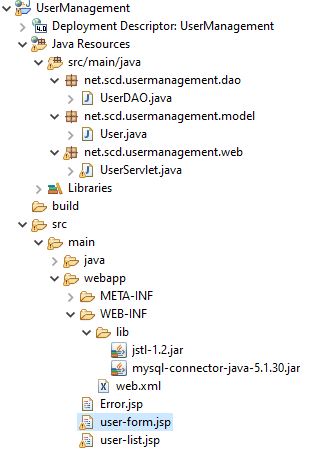 UserManagement
Deployment Descriptor: UserManagement
Java Resources
src/main/java
net.scd.usermanagement.dao
UserDAO.java
net.scd.usermanagement.model
User.java
net.scd.usermanagement.web
UserServlet.java
Libraries
build
src
main
java
webapp
META-INF
WEB-INF
lib
jstl-1.2.jar
mysql-connector-java-5.1.30.jar
web.xml
Error.jsp
user-form.jsp
user-list.jsp